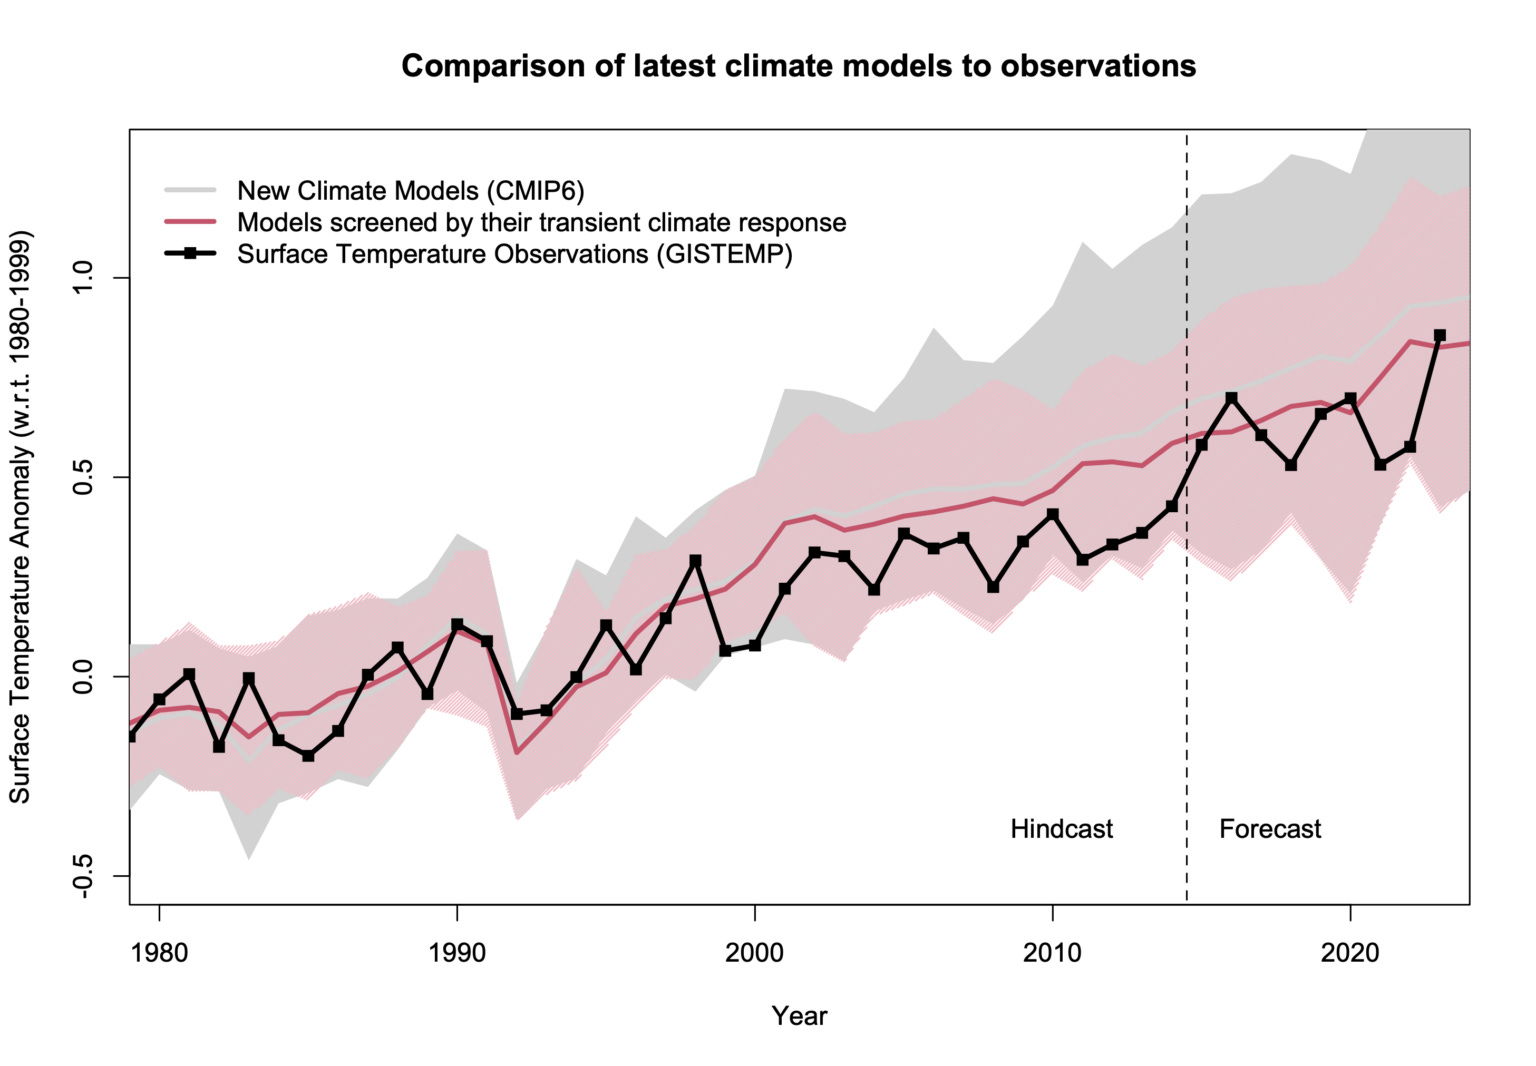 Comparison of latest climate models to observations
New Climate Models (CMIP6)
Models screened by their transient climate response
Surface Temperature Observations (GISTEMP)
Surface Temperature Anomaly (w.r.t. 1980-1999)
1.0
0.5
0.0
-0.5
Hindcast
Forecast
1980
1990
2000
2010
2020
Year